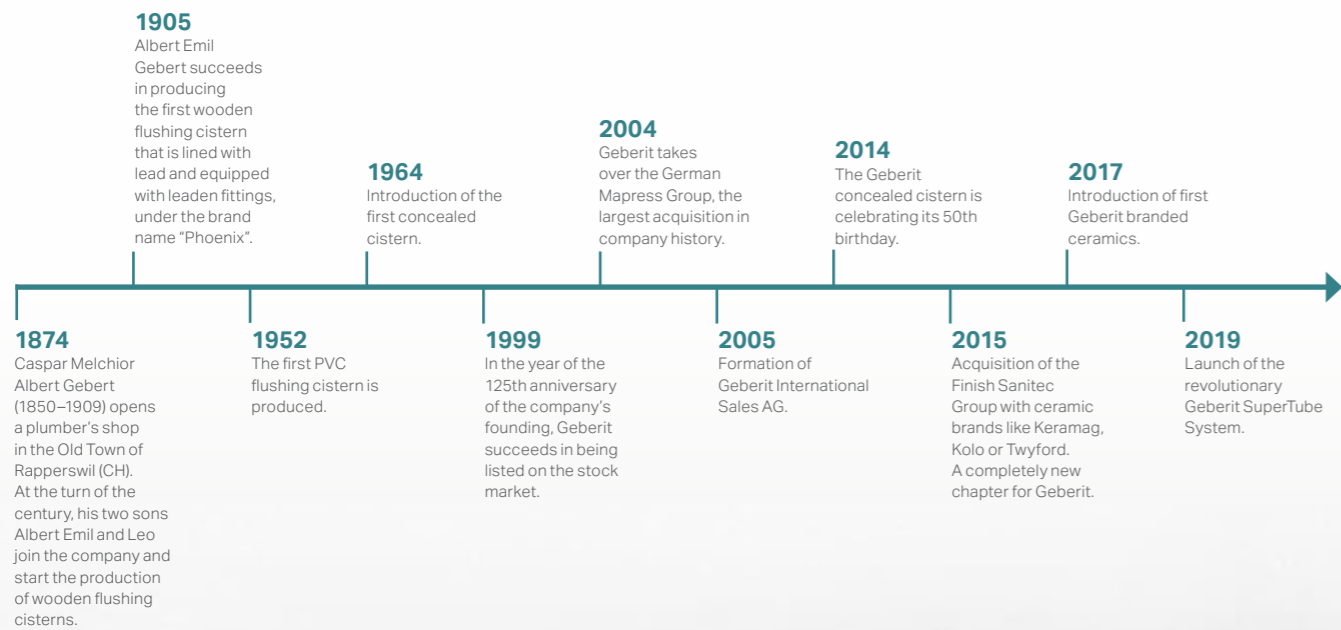 1905
Albert Emil
Gebert succeeds
in producing
the first wooden
flushing cistern
that is lined with
lead and equipped
with leaden fittings,
under the brand
name “Phoenix”.
1964
Introduction of the
first concealed
cistern.
2004
Geberit takes
over the German
Mapress Group, the
largest acquisition in
company history.
2014
The Geberit
concealed cistern is
celebrating its 50th
birthday.
2017
Introduction of first
Geberit branded
ceramics.
1874
Caspar Melchior
Albert Gebert
(1850–1909) opens
a plumber’s shop
in the Old Town of
Rapperswil (CH).
At the turn of the
century, his two sons
Albert Emil and Leo
join the company and
start the production
of wooden flushing
cisterns.
1952
The first PVC
flushing cistern is
produced.
1999
In the year of the
125th anniversary
of the company’s
founding, Geberit
succeeds in being
listed on the stock
market.
2005
Formation of
Geberit International
Sales AG.
2015
Acquisition of the
Finish Sanitec
Group with ceramic
brands like Keramag,
Kolo or Twyford.
A completely new
chapter for Geberit.
2019
Launch of the
revolutionary
Geberit SuperTube
System.